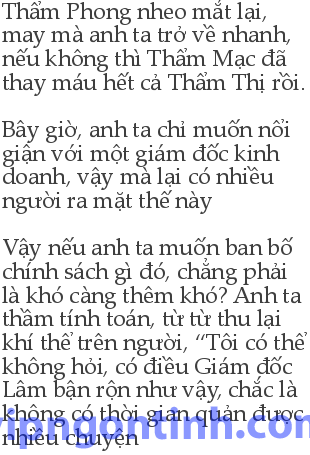 Thẩm Phong nheo mắt lại,
may mà anh ta trở về nhanh,
nếu không thì Thẩm Mạc đã
thay máu hết cả Thẩm Thị rồi.
Bây giờ, anh ta chỉ muốn nổi
giận với một giám đốc kinh
doanh, vậy mà lại có nhiều
người ra mặt thế này
Vậy nếu anh ta muốn ban bố
chính sách gì đó, chẳng phải
là khó càng thêm khó? Anh ta
thầm tính toán, từ từ thu lại
khí thế trên người, “Tôi có thể
không hỏi, có điều Giám đốc
Lâm bận rộn như vậy, chắc là
không có thời gian quản được
vipngontinh.com
nhiều chuyện